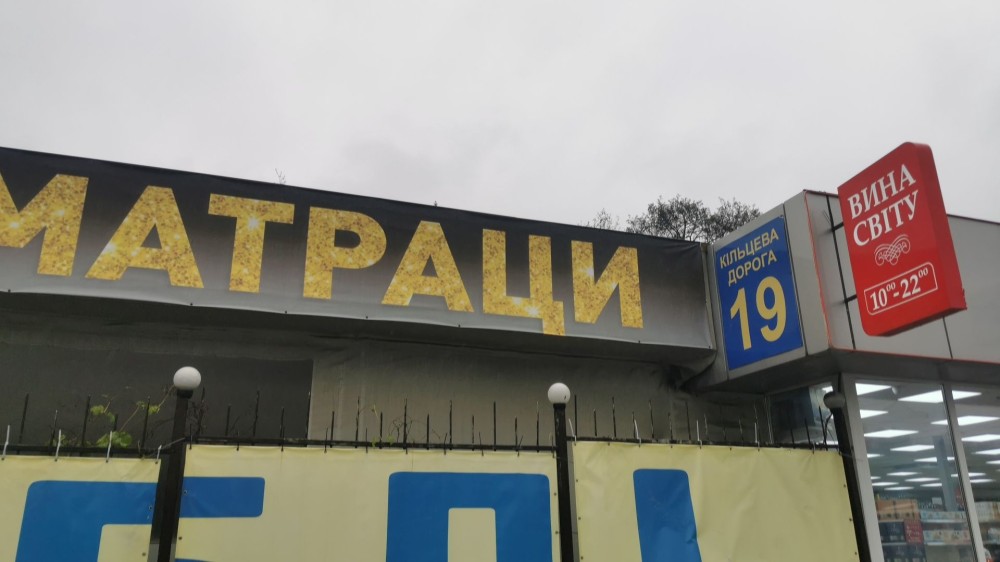 МАТРАЦИ
КІЛЬЦЕВА
ДОРОГА
19
ВИНА
СВІТУ
10⁰⁰-22⁰⁰